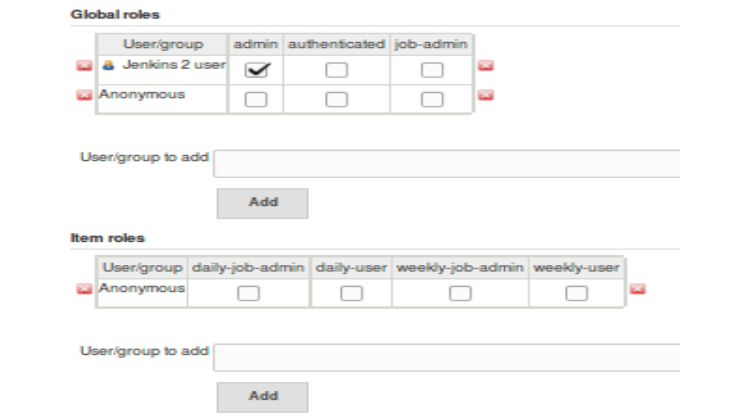 Global roles
User/group admin authenticated job-admin
Jenkins 2 user
Anonymous
User/group to add
Add
Item roles
User/group daily-job-admin daily-user weekly-job-admin weekly-user
Anonymous
User/group to add
Add